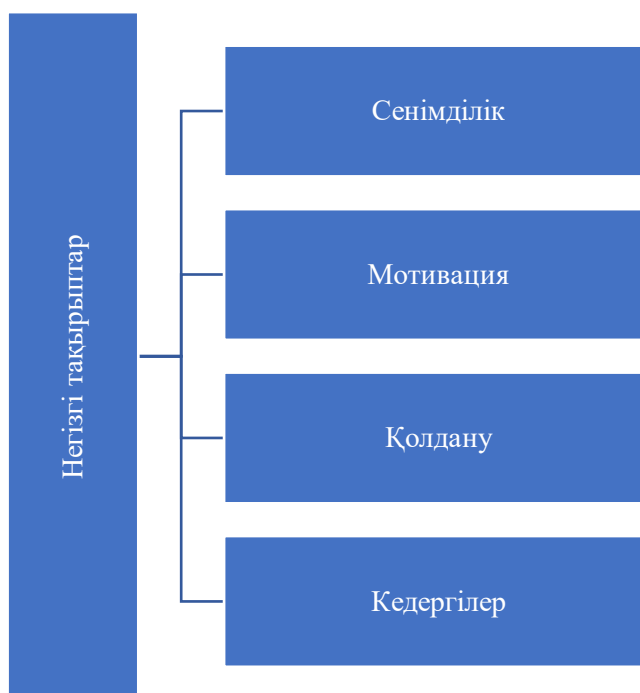 Негізгі тақырыптар
Сенімділік
Мотивация
Қолдану
Кедергілер